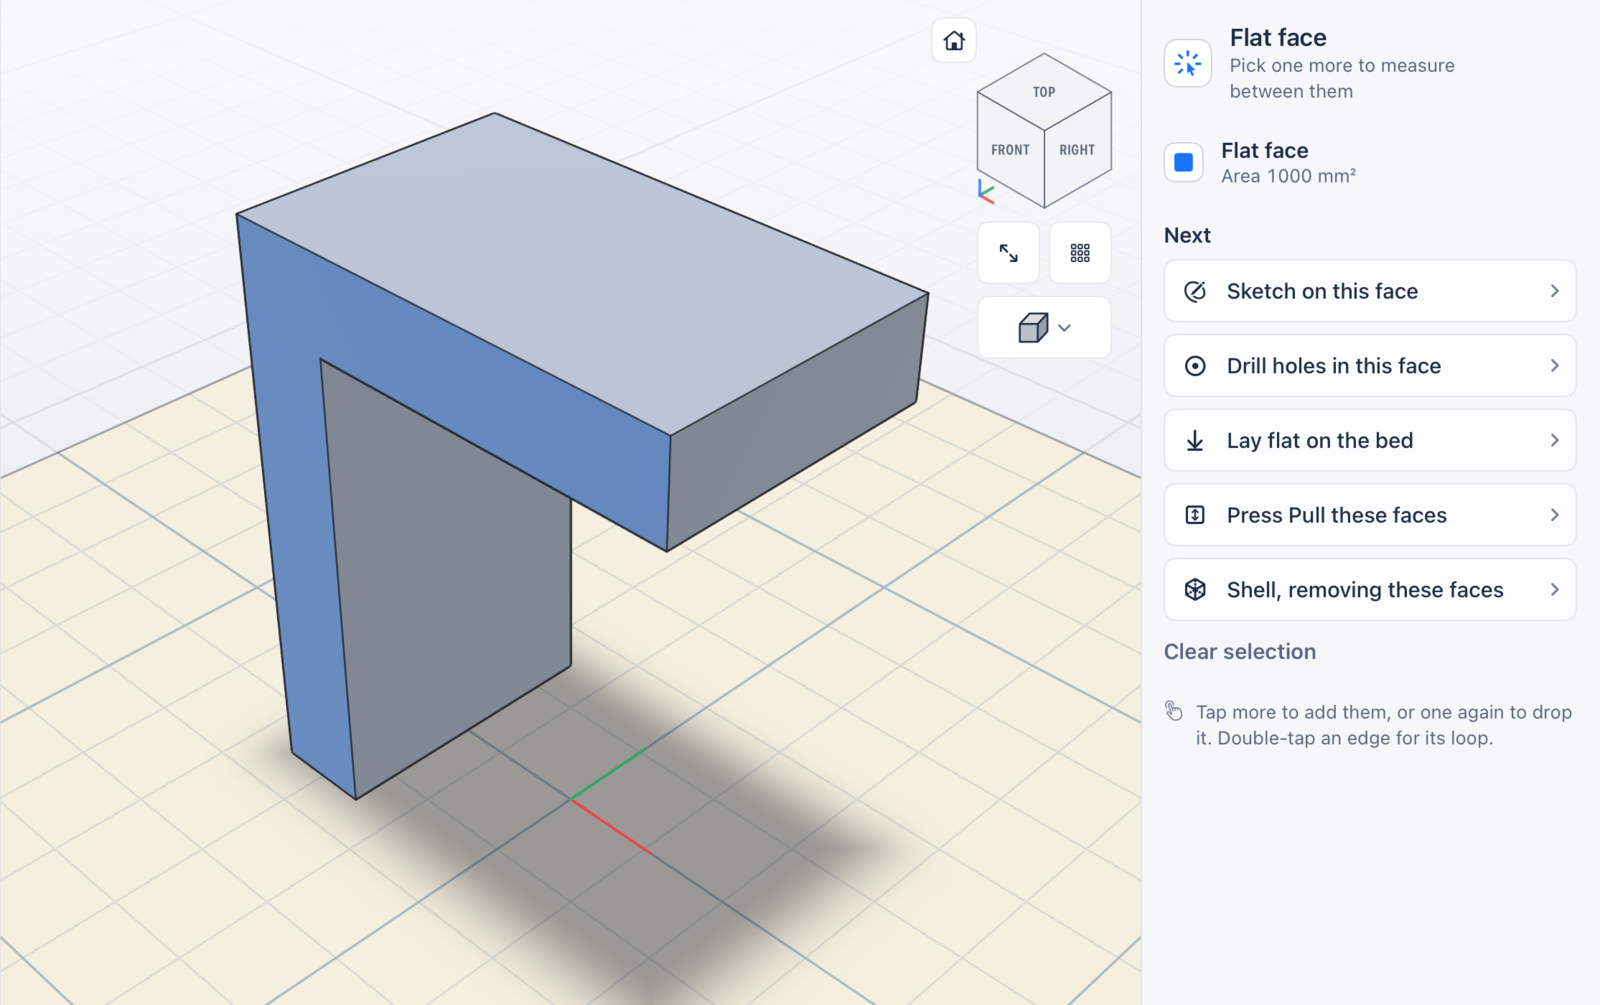 TOP
FRONT
RIGHT
Flat face
Pick one more to measure
between them
Flat face
Area 1000 mm²
Next
Sketch on this face
Drill holes in this face
Lay flat on the bed
Press Pull these faces
Shell, removing these faces
Clear selection
Tap more to add them, or one again to drop
it. Double-tap an edge for its loop.